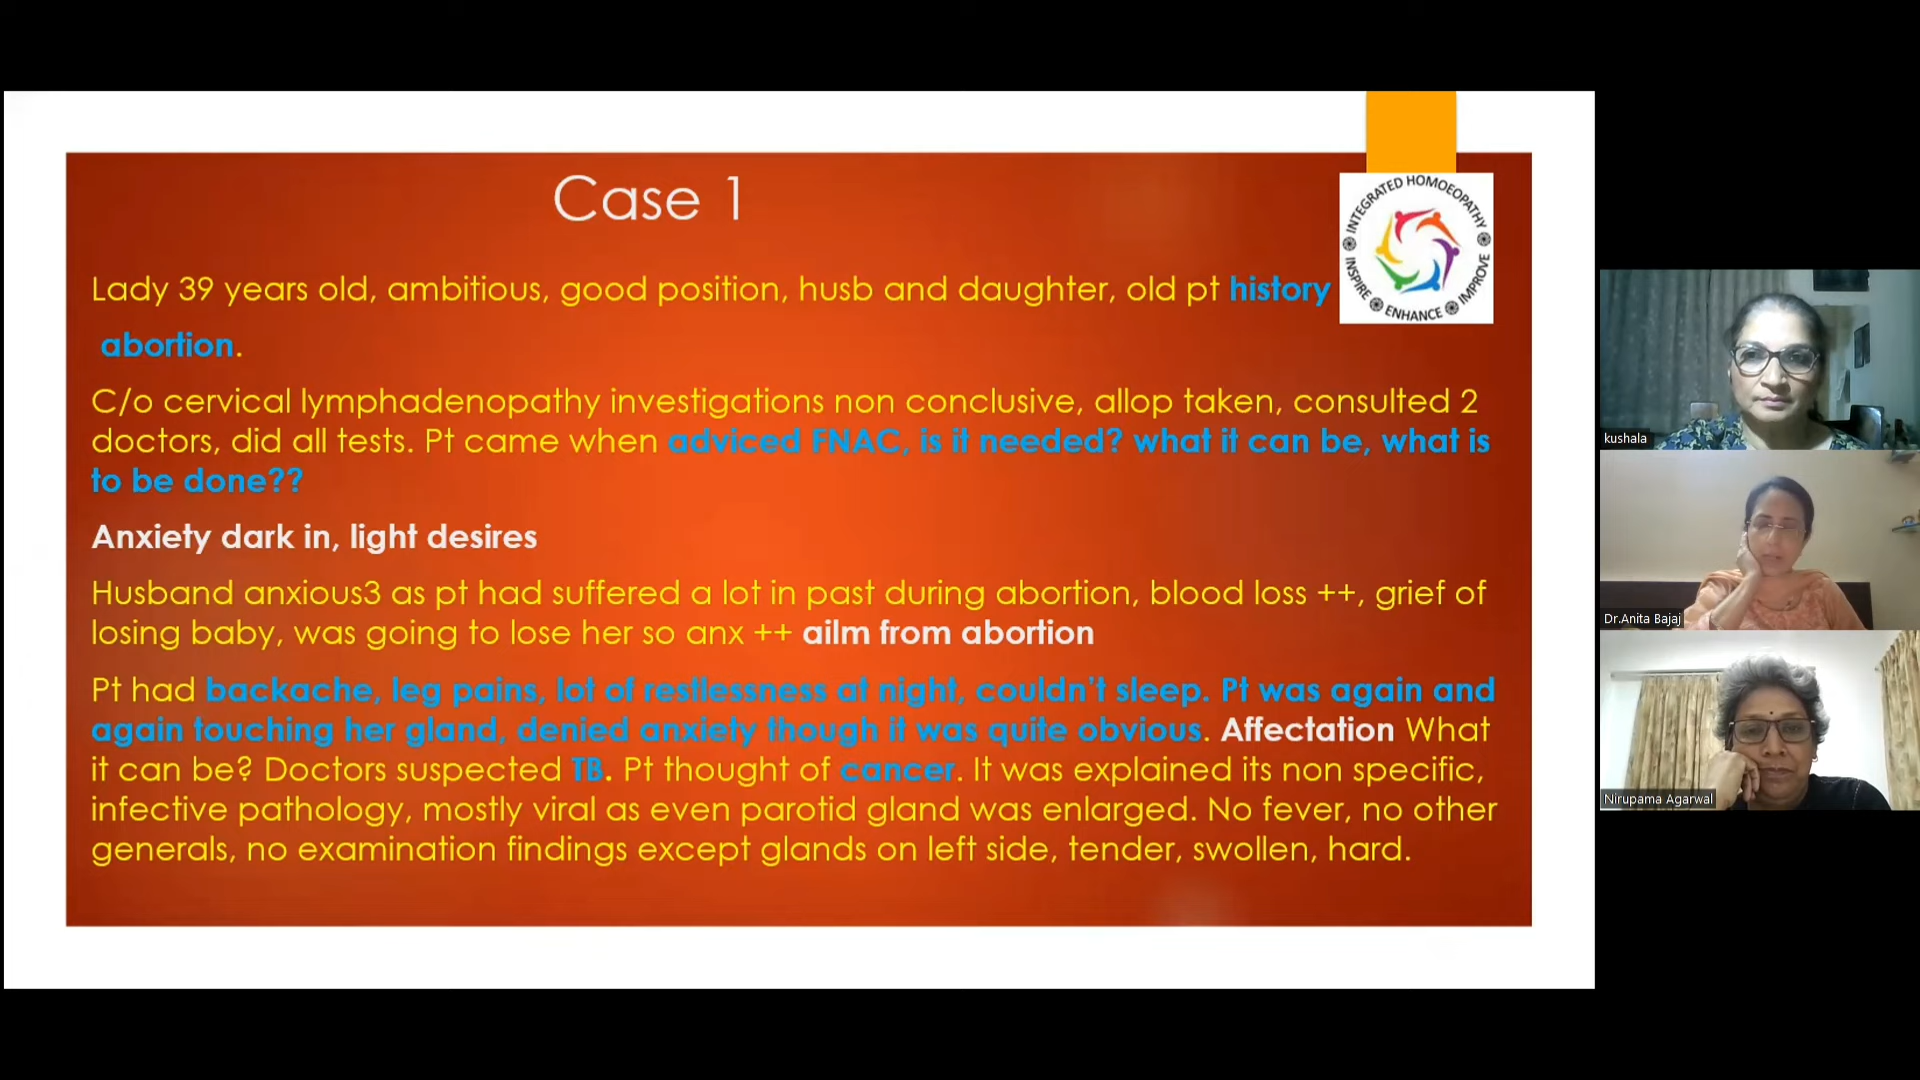 Case 1
INTEGRATED HOMOEOPATHY
INSPIRE ENHANCE IMPROVE
Lady 39 years old, ambitious, good position, husb and daughter, old pt history
abortion.
C/o cervical lymphadenopathy investigations non conclusive, allop taken, consulted 2
doctors, did all tests. Pt came when adviced FNAC, is it needed? what it can be, what is
to be done??
Anxiety dark in, light desires
Husband anxious3 as pt had suffered a lot in past during abortion, blood loss ++, grief of
losing baby, was going to lose her so anx ++ ailm from abortion
Pt had backache, leg pains, lot of restlessness at night, couldn't sleep. Pt was again and
again touching her gland, denied anxiety though it was quite obvious. Affectation What
it can be? Doctors suspected TB. Pt thought of cancer. It was explained its non specific,
infective pathology, mostly viral as even parotid gland was enlarged. No fever, no other
generals, no examination findings except glands on left side, tender, swollen, hard.
kushala
Dr.Anita Bajaj
Nirupama Agarwal